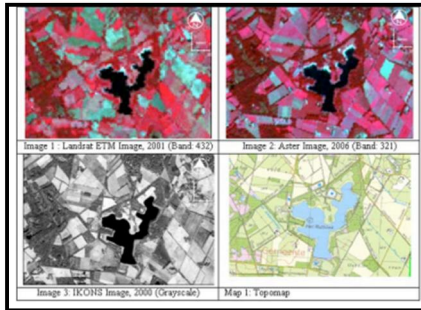 Image 1 : Landsat ETM Image, 2001 (Band: 432)
Image 2: Aster Image, 2006 (Band: 321)
Image 3: IKONS Image, 2000 (Grayscale)
Map 1: Topomap